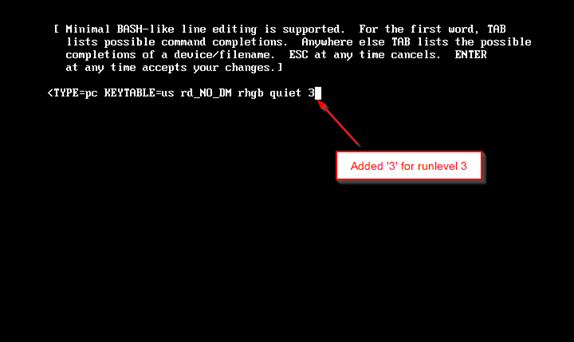 [ Minimal BASH-like line editing is supported.  For the first word, TAB
lists possible command completions.  Anywhere else TAB lists the possible
completions of a device/filename.  ESC at any time cancels.  ENTER
at any time accepts your changes.]
<TYPE=pc KEYTABLE=us rd_NO_DM rhgb quiet 3
Added '3' for runlevel 3